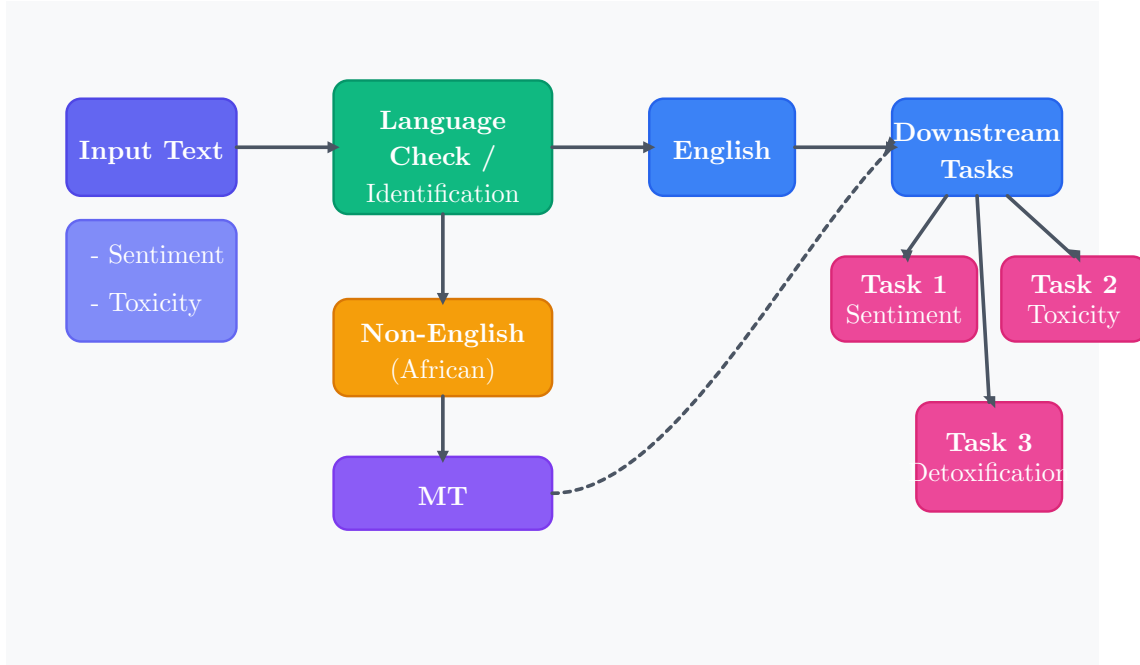 Input Text
- Sentiment
- Toxicity
Language
Check /
Identification
Non-English
(African)
MT
English
Downstream
Tasks
Task 1
Sentiment
Task 2
Toxicity
Task 3
Detoxification